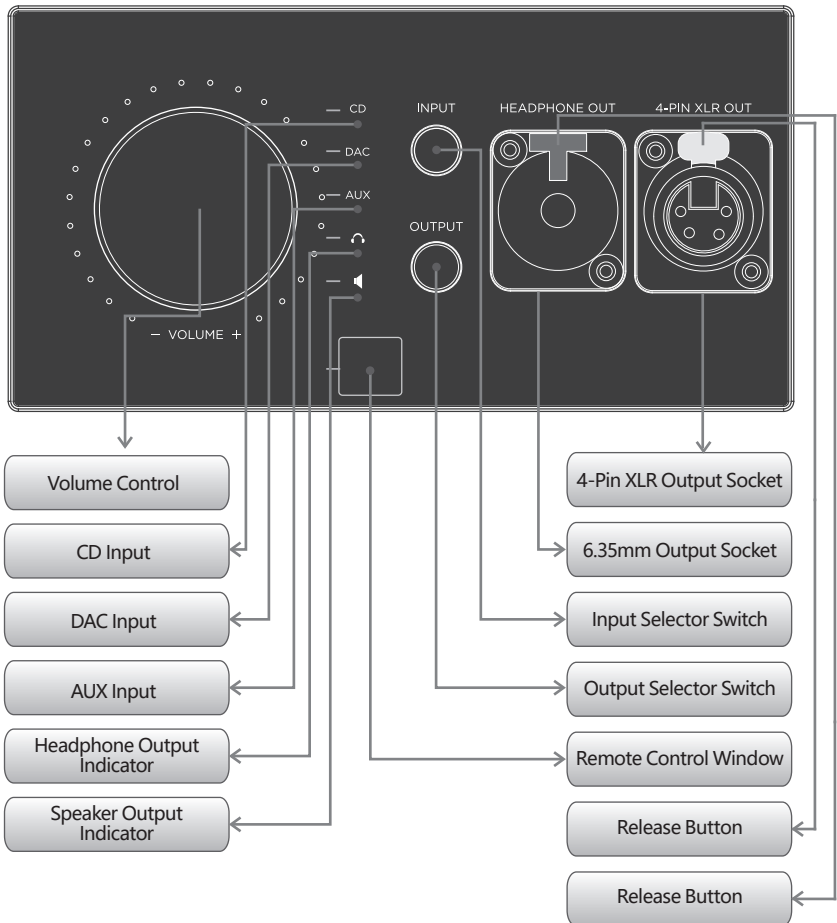 CD
INPUT
HEADPHONE OUT
4-PIN XLR OUT
DAC
AUX
OUTPUT
− VOLUME +
Volume Control
CD Input
DAC Input
AUX Input
Headphone Output
Indicator
Speaker Output
Indicator
4-Pin XLR Output Socket
6.35mm Output Socket
Input Selector Switch
Output Selector Switch
Remote Control Window
Release Button
Release Button